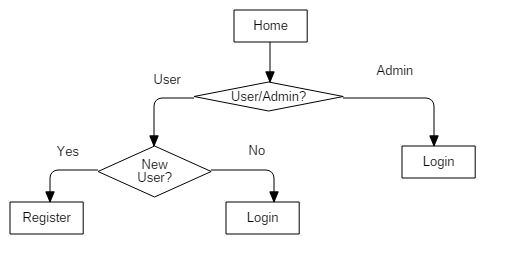 Home
User
Admin
User/Admin?
Yes
New
User?
No
Login
Register
Login